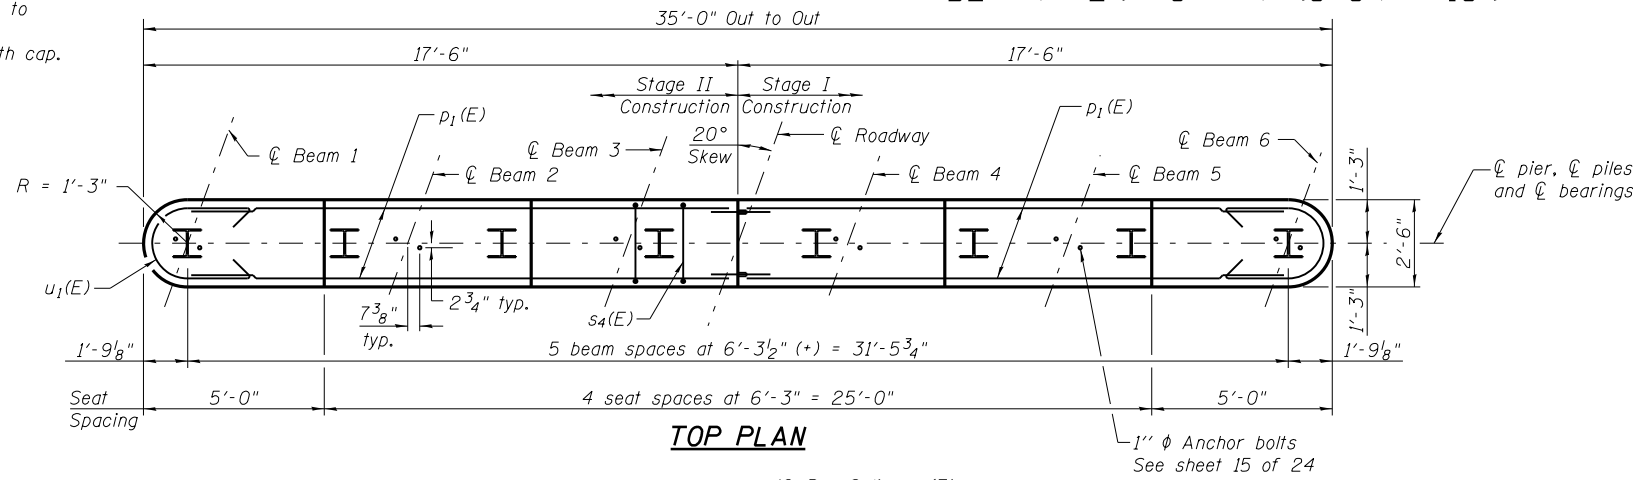 to
th cap.
35'-0" Out to Out
17'-6"
17'-6"
Stage II
Construction
Stage I
Construction
p1(E)
p1(E)
20°
Skew
℄ Roadway
℄ Beam 1
℄ Beam 2
℄ Beam 3
℄ Beam 4
℄ Beam 5
℄ Beam 6
R = 1'-3"
1'-3"
2'-6"
1'-3"
℄ pier, ℄ piles
and ℄ bearings
u1(E)
7 3/8"
typ.
2 3/4" typ.
s4(E)
1'-9 1/8"
5 beam spaces at 6'-3 1/2" (+) = 31'-5 3/4"
1'-9 1/8"
Seat
Spacing
5'-0"
4 seat spaces at 6'-3" = 25'-0"
5'-0"
TOP PLAN
1" ϕ Anchor bolts
See sheet 15 of 24